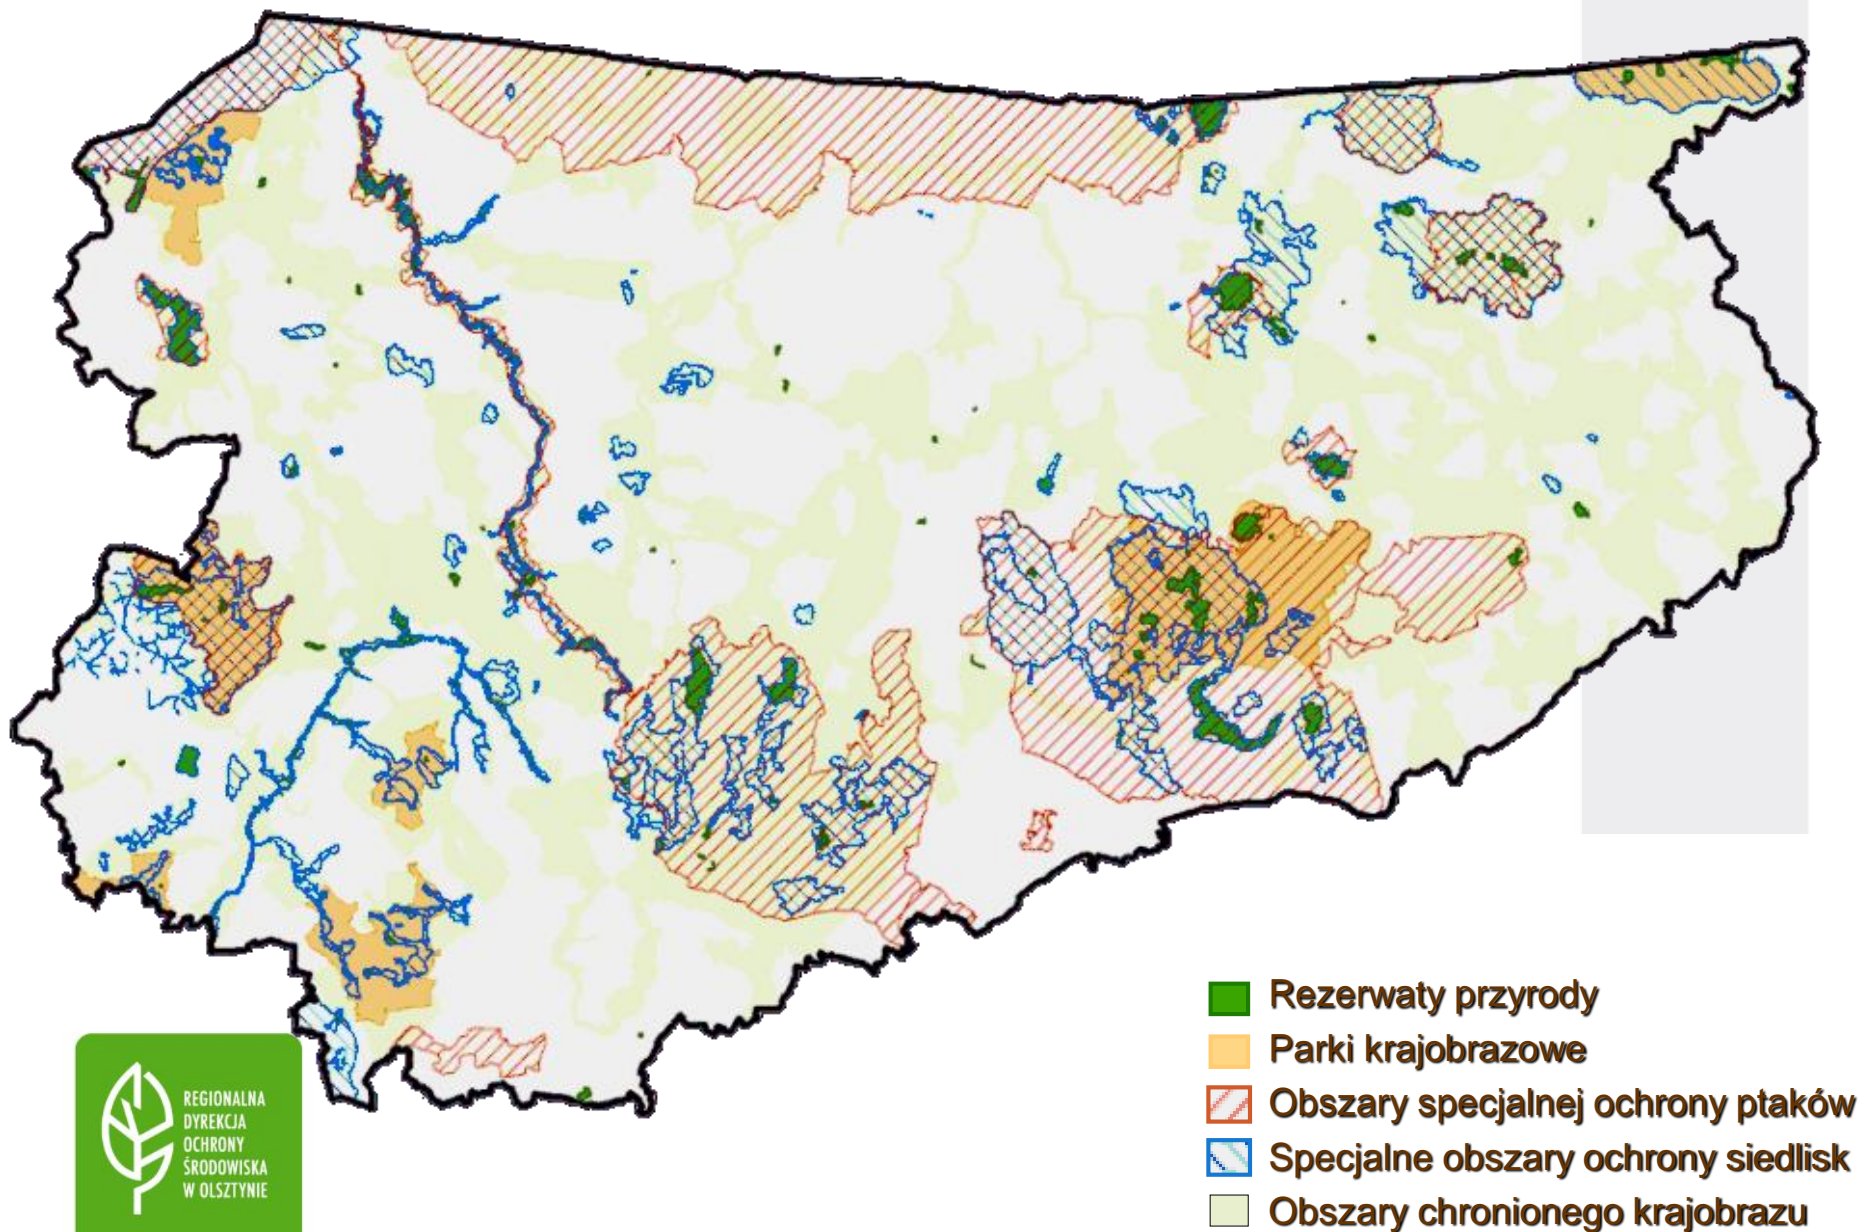 Rezerwaty przyrody
Parki krajobrazowe
Obszary specjalnej ochrony ptaków
Specjalne obszary ochrony siedlisk
Obszary chronionego krajobrazu
REGIONALNA
DYREKCJA
OCHRONY
ŚRODOWISKA
W OLSZTYNIE